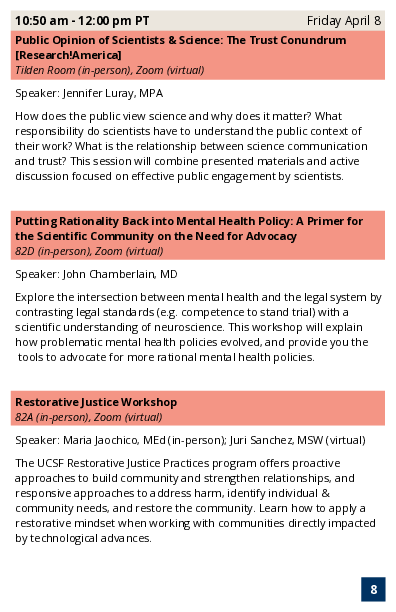 10:50 am - 12:00 pm PT Friday April 8
Public Opinion of Scientists & Science: The Trust Conundrum
[Research!America]
Tilden Room (in-person), Zoom (virtual)
Speaker: Jennifer Luray, MPA
How does the public view science and why does it matter? What
responsibility do scientists have to understand the public context of
their work? What is the relationship between science communication
and trust? This session will combine presented materials and active
discussion focused on effective public engagement by scientists.
Putting Rationality Back into Mental Health Policy: A Primer for
the Scientific Community on the Need for Advocacy
82D (in-person), Zoom (virtual)
Speaker: John Chamberlain, MD
Explore the intersection between mental health and the legal system by
contrasting legal standards (e.g. competence to stand trial) with a
scientific understanding of neuroscience. This workshop will explain
how problematic mental health policies evolved, and provide you the
tools to advocate for more rational mental health policies.
Restorative Justice Workshop
82A (in-person), Zoom (virtual)
Speaker: Maria Jaochico, MEd (in-person); Juri Sanchez, MSW (virtual)
The UCSF Restorative Justice Practices program offers proactive
approaches to build community and strengthen relationships, and
responsive approaches to address harm, identify individual &
community needs, and restore the community. Learn how to apply a
restorative mindset when working with communities directly impacted
by technological advances.
8